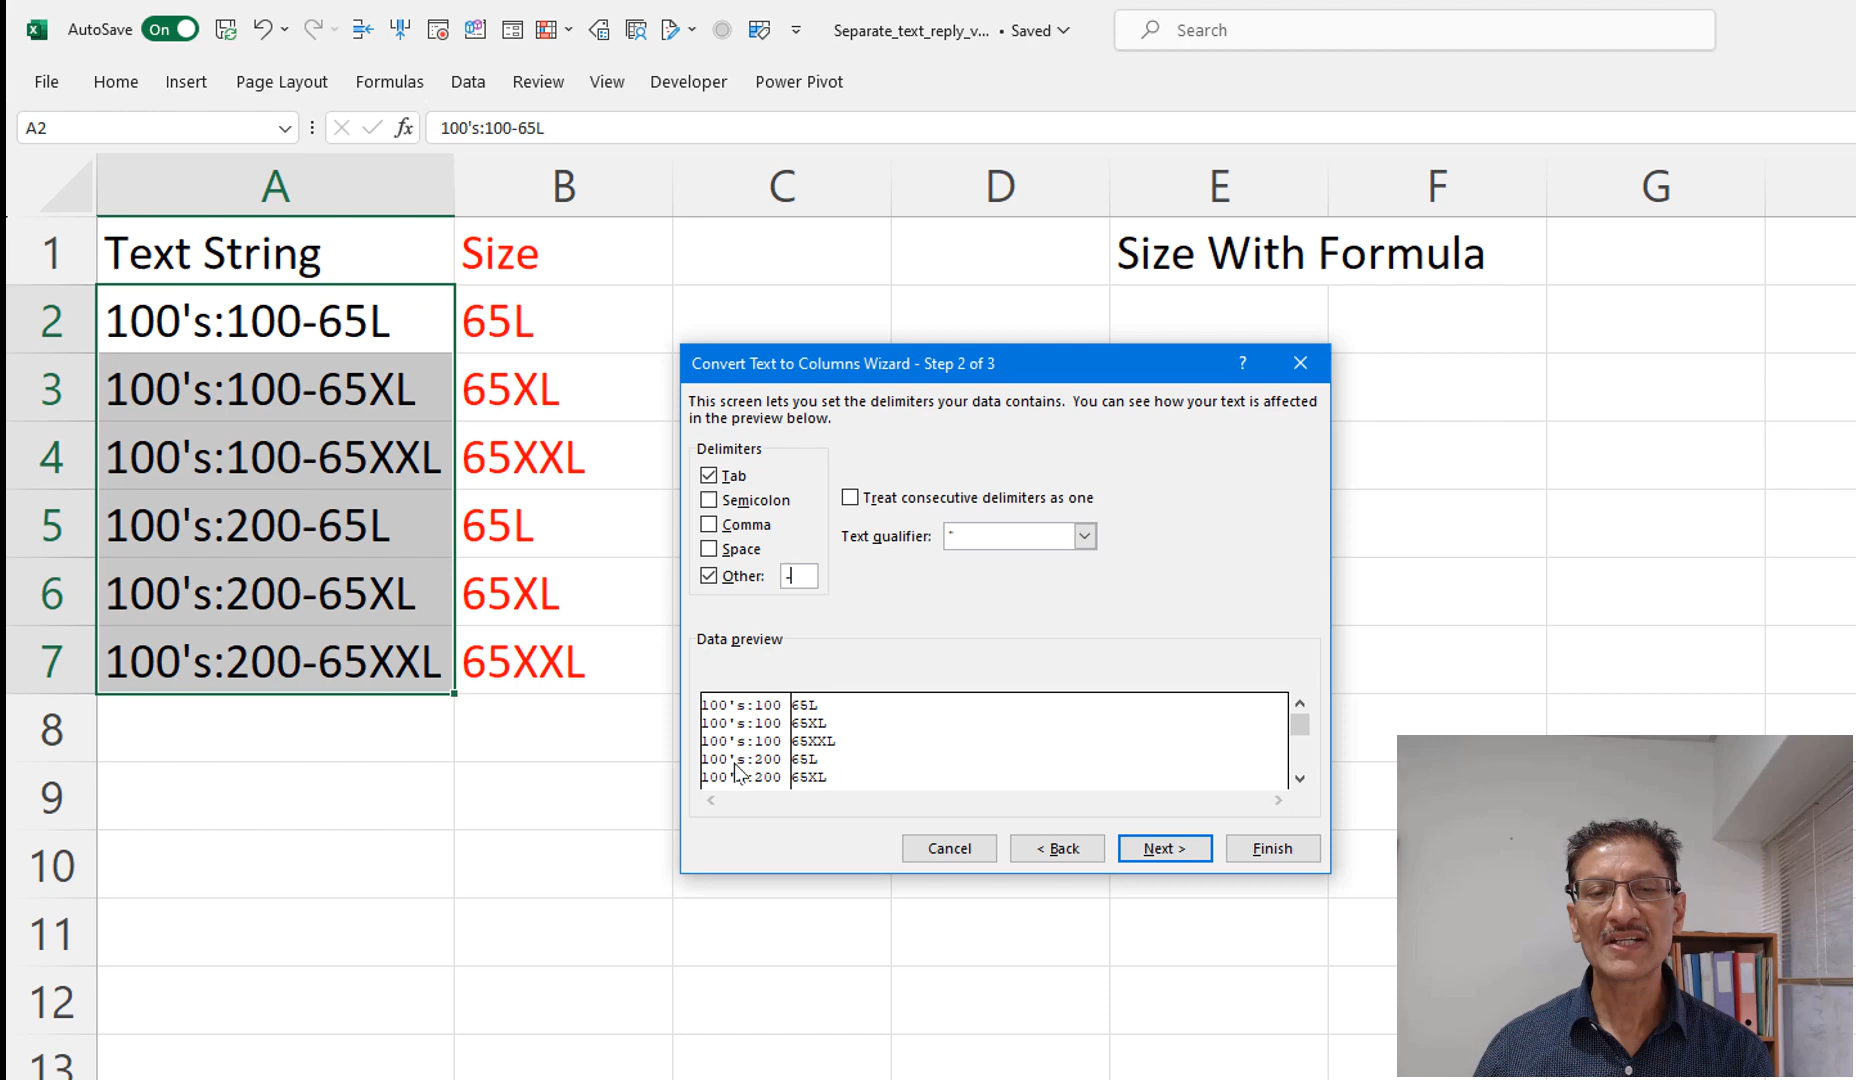 AutoSave On Separate_text_reply_v... • Saved Search
File Home Insert Page Layout Formulas Data Review View Developer Power Pivot
A2 fx 100's:100-65L
A B C D E F G
1 Text String Size Size With Formula
2 100's:100-65L 65L
3 100's:100-65XL 65XL
4 100's:100-65XXL 65XXL
5 100's:200-65L 65L
6 100's:200-65XL 65XL
7 100's:200-65XXL 65XXL
8
9
10
11
12
13
Convert Text to Columns Wizard - Step 2 of 3 ?
This screen lets you set the delimiters your data contains. You can see how your text is affected
in the preview below.
Delimiters
Tab
Semicolon
Comma
Space
Other: -
Treat consecutive delimiters as one
Text qualifier: "
Data preview
100's:100 65L
100's:100 65XL
100's:100 65XXL
100's:200 65L
100's:200 65XL
Cancel < Back Next > Finish